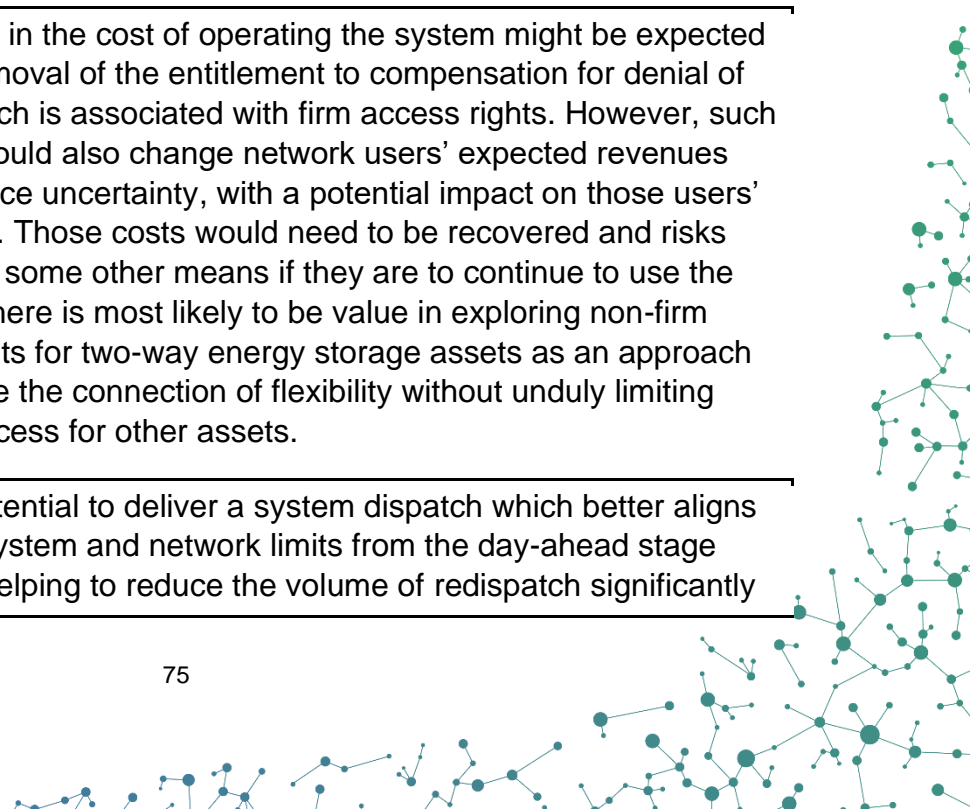 in the cost of operating the system might be expected
moval of the entitlement to compensation for denial of
ch is associated with firm access rights. However, such
ould also change network users’ expected revenues
ce uncertainty, with a potential impact on those users’
. Those costs would need to be recovered and risks
some other means if they are to continue to use the
here is most likely to be value in exploring non-firm
ts for two-way energy storage assets as an approach
e the connection of flexibility without unduly limiting
cess for other assets.
tential to deliver a system dispatch which better aligns
ystem and network limits from the day-ahead stage
elping to reduce the volume of redispatch significantly
75